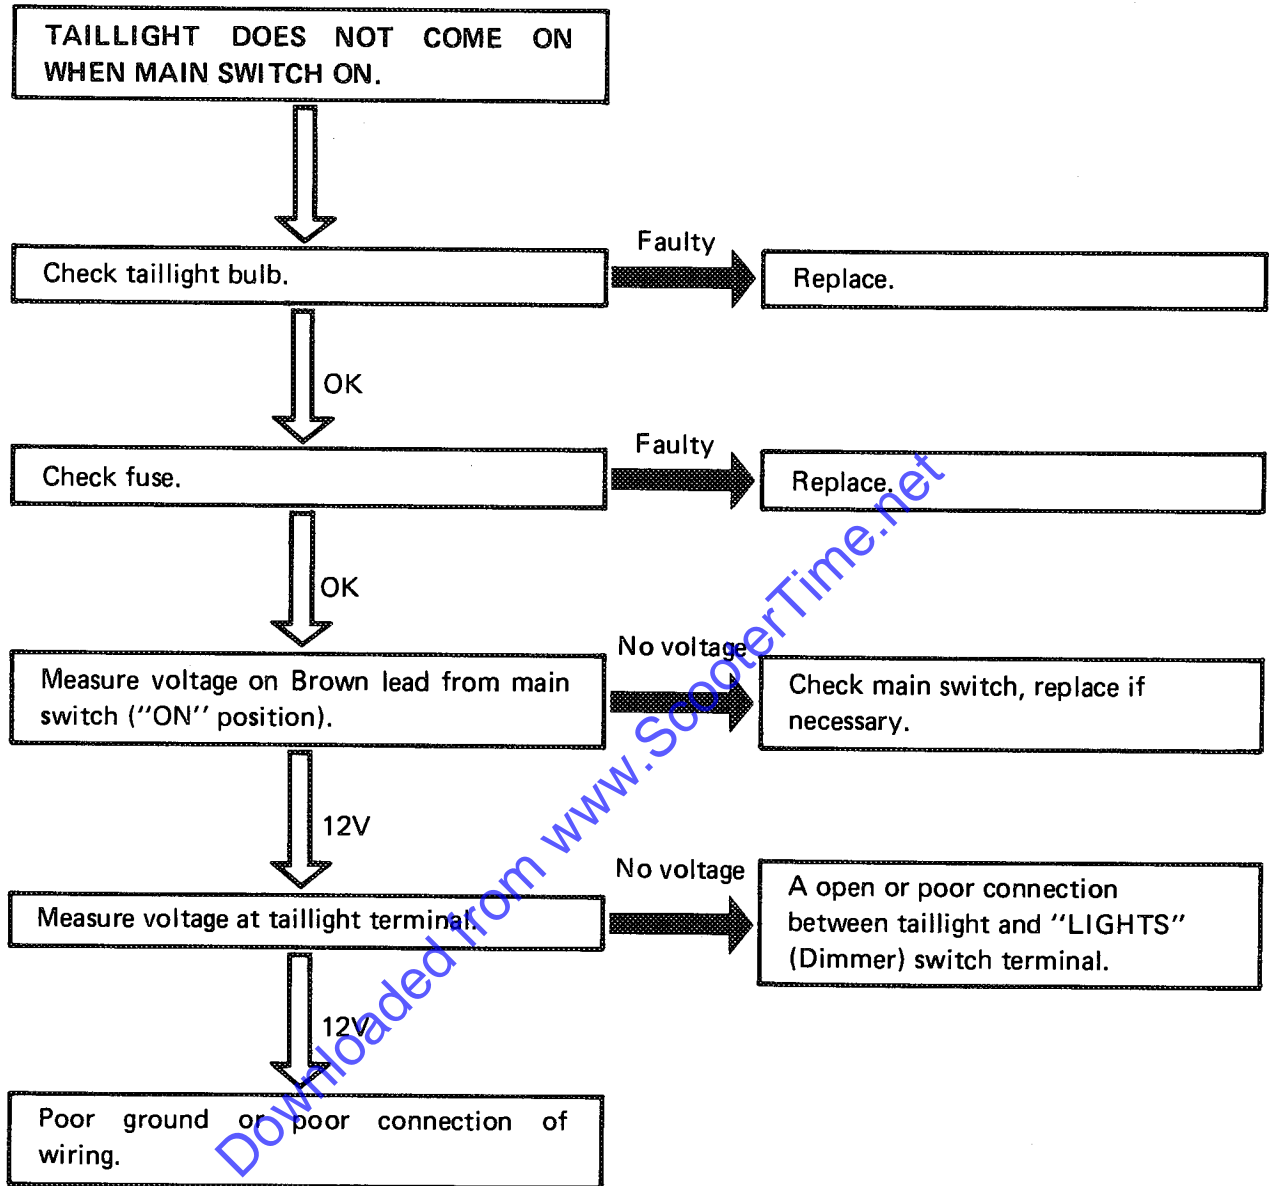 TAILLIGHT DOES NOT COME ON
WHEN MAIN SWITCH ON.
Check taillight bulb.
Faulty
Replace.
OK
Check fuse.
Faulty
Replace.
OK
Measure voltage on Brown lead from main
switch ("ON" position).
No voltage
Check main switch, replace if
necessary.
12V
Measure voltage at taillight terminal.
No voltage
A open or poor connection
between taillight and "LIGHTS"
(Dimmer) switch terminal.
12V
Poor ground or poor connection of
wiring.
Downloaded from www.ScooterTime.net